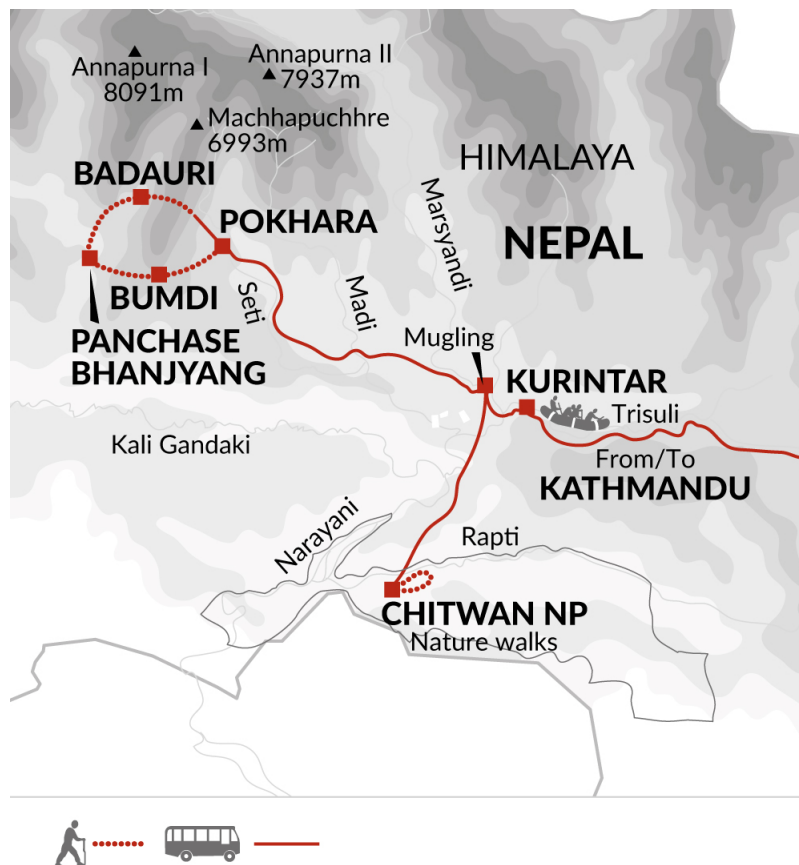 Annapurna I
8091m
Annapurna II
7937m
Machhapuchhre
6993m
HIMALAYA
BADAURI
POKHARA
Marsyandi
NEPAL
BUMDI
Seti
Madi
PANCHASE
BHANJYANG
Mugling
KURINTAR
Trisuli
Kali Gandaki
From/To
KATHMANDU
Narayani
Rapti
CHITWAN NP
Nature walks